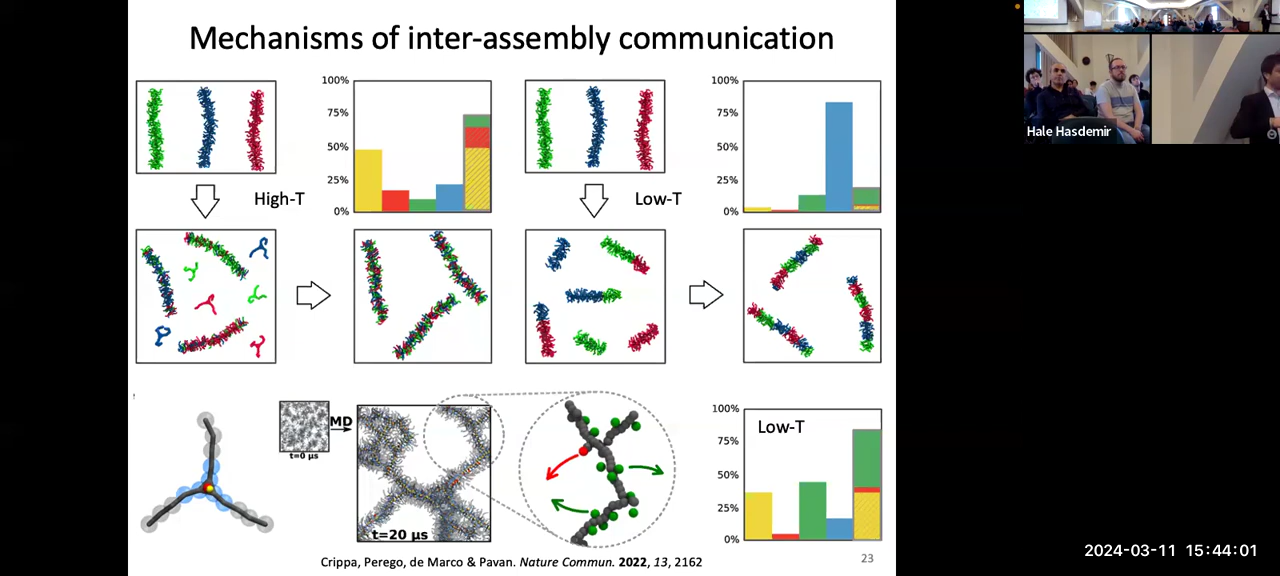 Mechanisms of inter-assembly communication
100%
75%
50%
25%
0%
High-T
100%
75%
50%
25%
0%
Low-T
MD
t=0 µs
t=20 µs
100%
75%
50%
25%
0%
Low-T
Crippa, Perego, de Marco & Pavan. Nature Commun. 2022, 13, 2162
23
Hale Hasdemir
2024-03-11 15:44:01